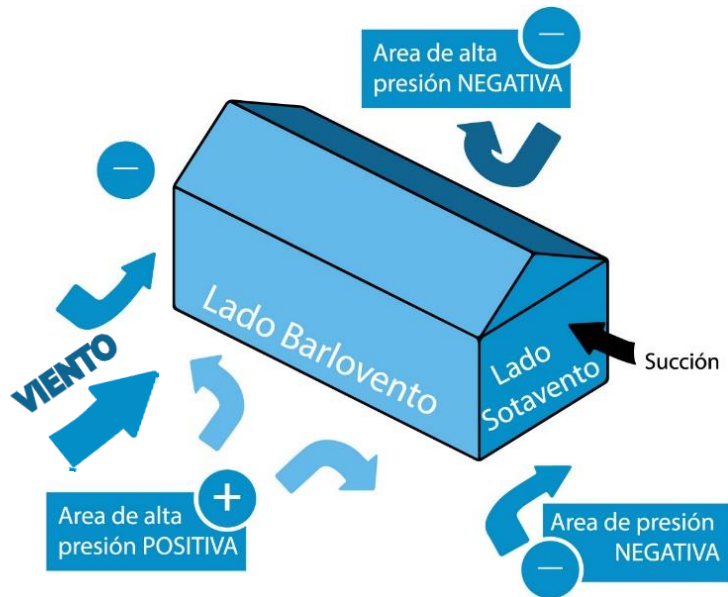 Area de alta
presión NEGATIVA
Lado Barlovento
Lado
Sotavento
Succión
VIENTO
Area de alta
presión POSITIVA
Area de presión
NEGATIVA